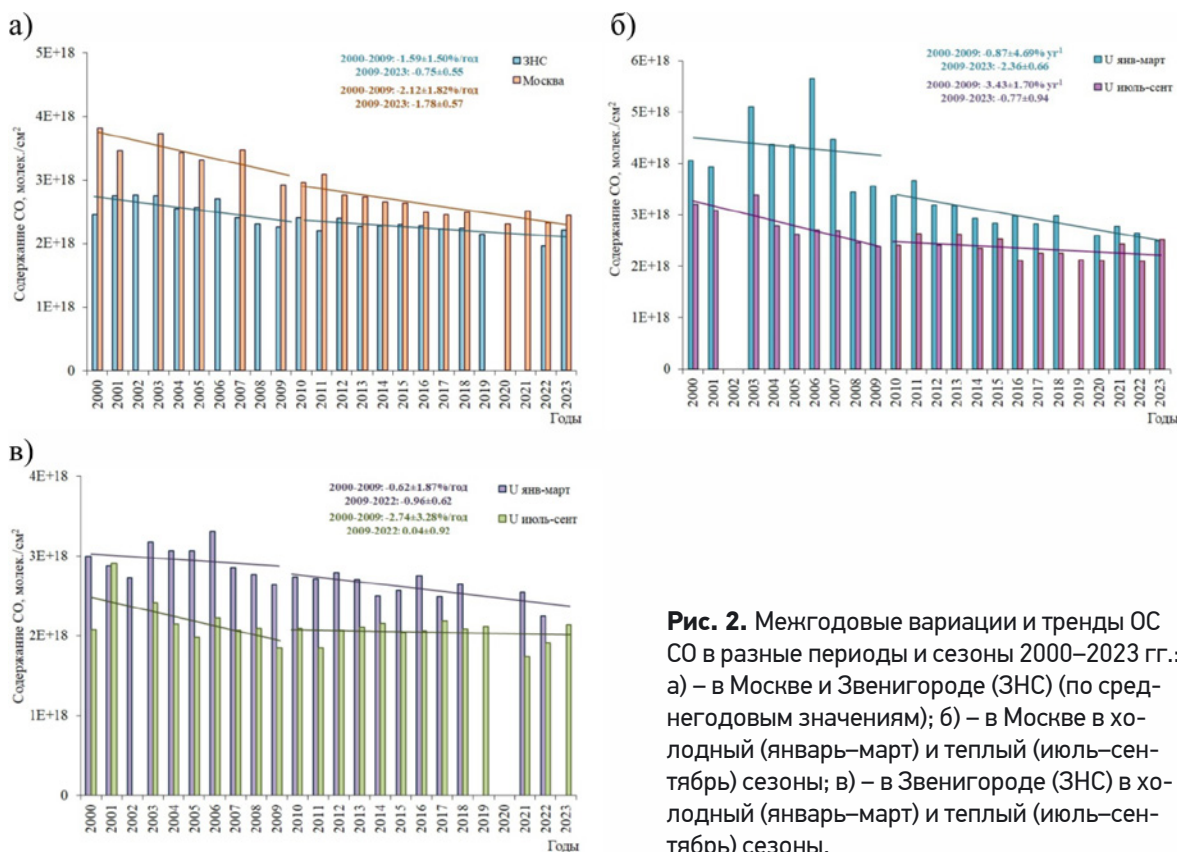 а)
5E+18
4E+18
3E+18
2E+18
1E+18
0
Содержание СО, молек./см²
2000-2009: -1.59±1.50%/год
2009-2023: -0.75±0.55
2000-2009: -2.12±1.82%/год
2009-2023: -1.78±0.57
ЗНС
Москва
2000 2001 2002 2003 2004 2005 2006 2007 2008 2009 2010 2011 2012 2013 2014 2015 2016 2017 2018 2019 2020 2021 2022 2023
Годы
б)
6E+18
5E+18
4E+18
3E+18
2E+18
1E+18
0
Содержание СО, молек./см²
2000-2009: -0.87±4.69% yr¹
2009-2023: -2.36±0.66
2000-2009: -3.43±1.70% yr¹
2009-2023: -0.77±0.94
U янв-март
U июль-сент
2000 2001 2002 2003 2004 2005 2006 2007 2008 2009 2010 2011 2012 2013 2014 2015 2016 2017 2018 2019 2020 2021 2022 2023
Годы
в)
4E+18
3E+18
2E+18
1E+18
0
Содержание СО, молек./см²
2000-2009: -0.62±1.87%/год
2009-2022: -0.96±0.62
2000-2009: -2.74±3.28%/год
2009-2022: 0.04±0.92
U янв-март
U июль-сент
2000 2001 2002 2003 2004 2005 2006 2007 2008 2009 2010 2011 2012 2013 2014 2015 2016 2017 2018 2019 2020 2021 2022 2023
Годы
Рис. 2. Межгодовые вариации и тренды ОС
СО в разные периоды и сезоны 2000–2023 гг.:
а) – в Москве и Звенигороде (ЗНС) (по сред-
негодовым значениям); б) – в Москве в хо-
лодный (январь–март) и теплый (июль–сен-
тябрь) сезоны; в) – в Звенигороде (ЗНС) в хо-
лодный (январь–март) и теплый (июль–сен-
тябрь) сезоны.